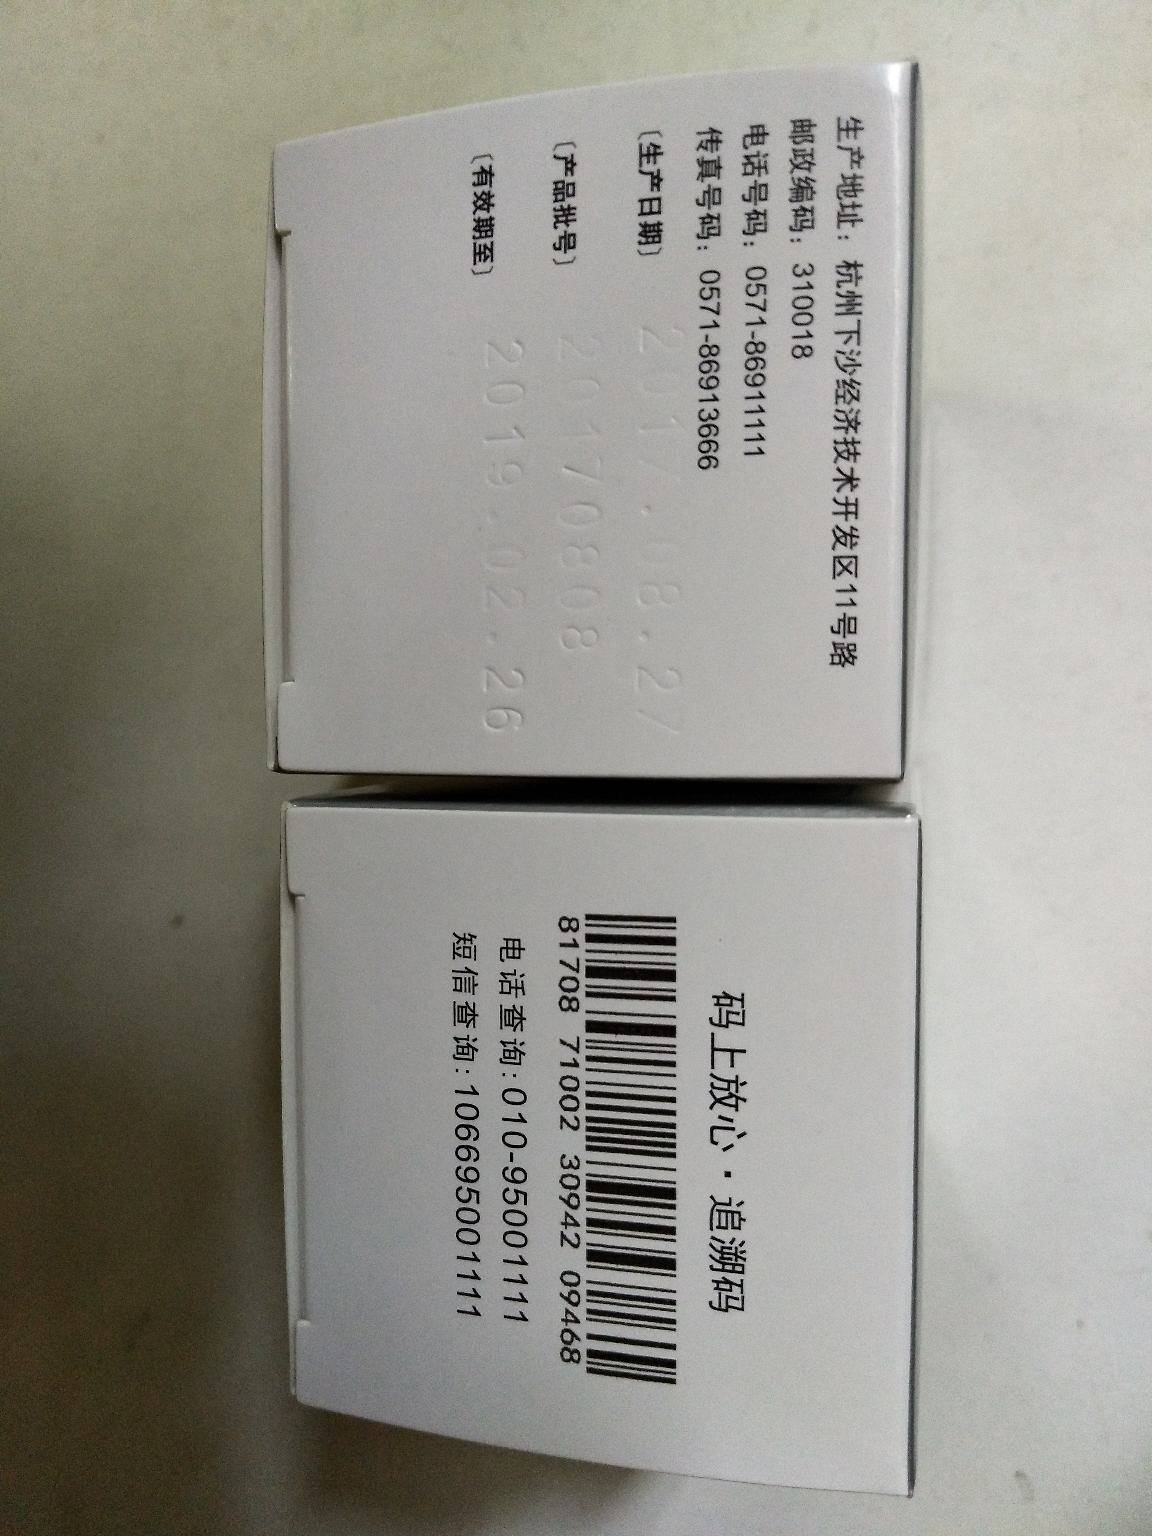 生产地址：杭州下沙经济技术开发区11号路
邮政编码：310018
电话号码：0571-86911111
传真号码：0571-86913666
〔生产日期〕 2017.08.27
〔产品批号〕 20170808
〔有效期至〕 2019.02.26
码上放心·追溯码
81708 71002 30942 09468
电话查询:010-95001111
短信查询:1066950001111